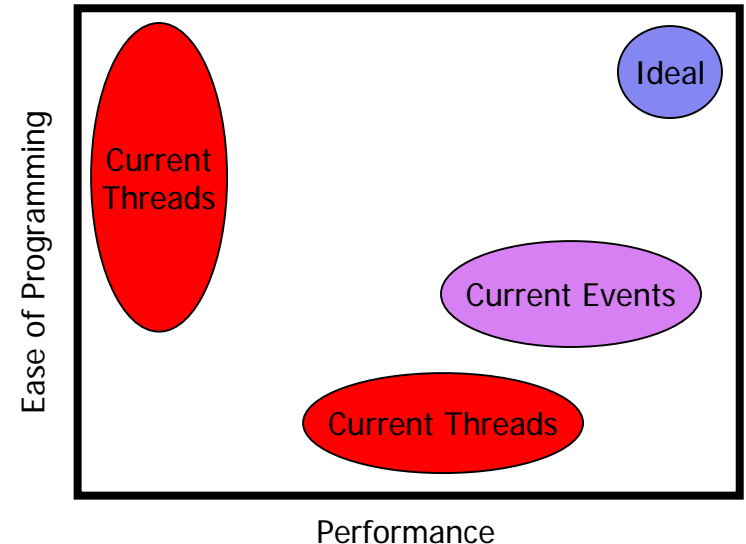 Ideal
Current
Threads
Ease of Programming
Current Events
Current Threads
Performance